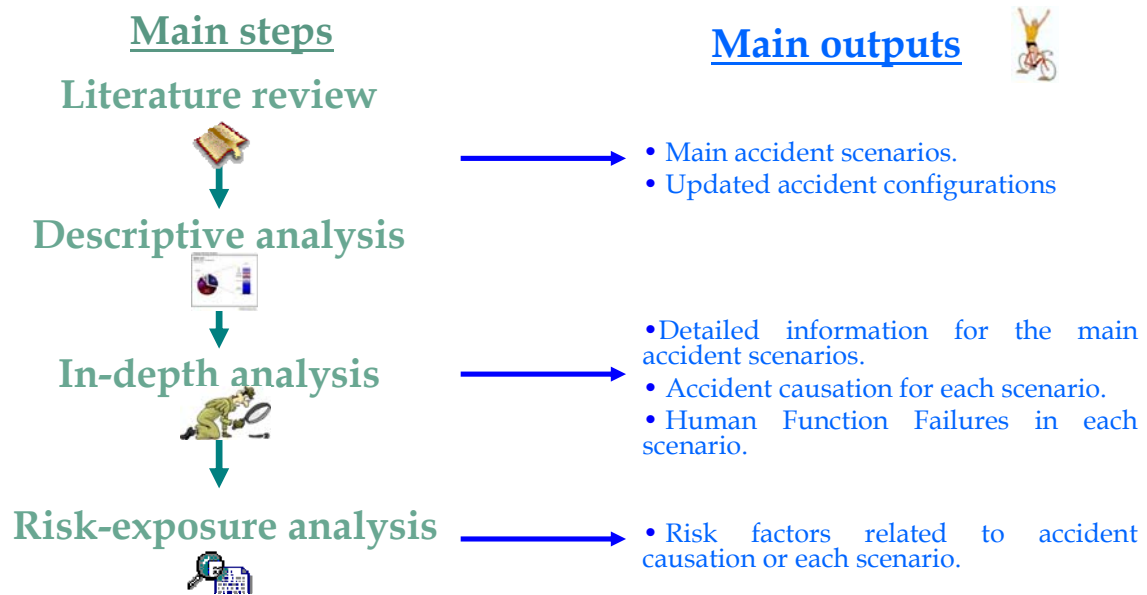 Main steps
Main outputs
Literature review
• Main accident scenarios.
• Updated accident configurations
Descriptive analysis
•Detailed information for the main
accident scenarios.
In-depth analysis
• Accident causation for each scenario.
• Human Function Failures in each
scenario.
Risk-exposure analysis
• Risk factors related to accident
causation or each scenario.